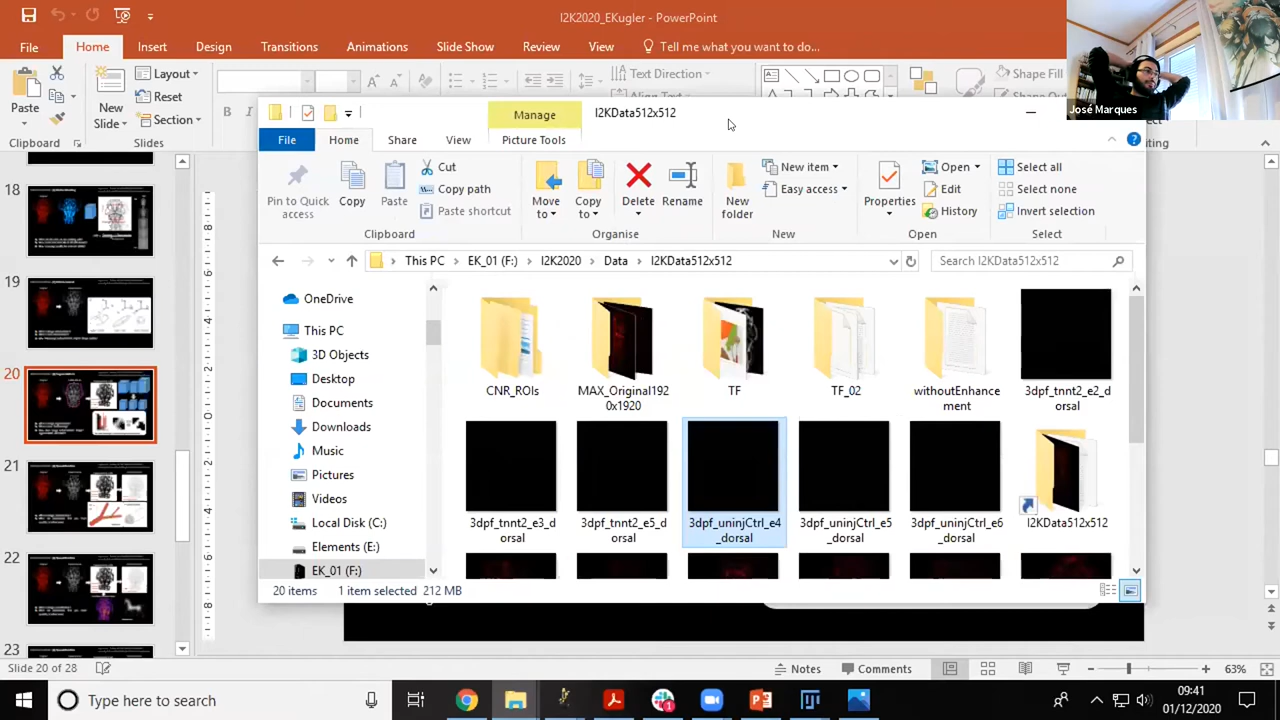 I2K2020_EKugler - PowerPoint
File Home Insert Design Transitions Animations Slide Show Review View Tell me what you want to do...
Paste
Clipboard
New
Slide
Layout
Reset
Section
Slides
B I
Text Direction
Shape Fill
José Marques
18
19
20
21
22
23
Manage
I2KData512x512
File Home Share View Picture Tools
Pin to Quick
access
Copy
Paste
Cut
Copy path
Paste shortcut
Clipboard
Move
to
Copy
to
Delete
Rename
Organise
New
folder
New item
Easy access
New
Properties
Open
Edit
History
Open
Select all
Select none
Invert selection
Select
This PC EK_01 (F:) I2K2020 Data I2KData512x512
Search I2KData512x512
OneDrive
This PC
3D Objects
Desktop
Documents
Downloads
Music
Pictures
Videos
Local Disk (C:)
Elements (E:)
EK_01 (F:)
CNR_ROIs
MAX_Original192
0x1920
TF
TF_02
withoutEnhance
ment
3dpf_tnnt2_e2_d
orsal
3dpf_tnnt2_e3_d
orsal
3dpf_tnnt2_e5_d
orsal
3dpf_uninjCtrl_e4
_dorsal
3dpf_uninjCtrl_e5
_dorsal
3dpf_uninjCtrl_e6
_dorsal
I2KData512x512
20 items 1 item selected MB
Slide 20 of 28
Notes
Comments
63%
Type here to search
09:41
01/12/2020